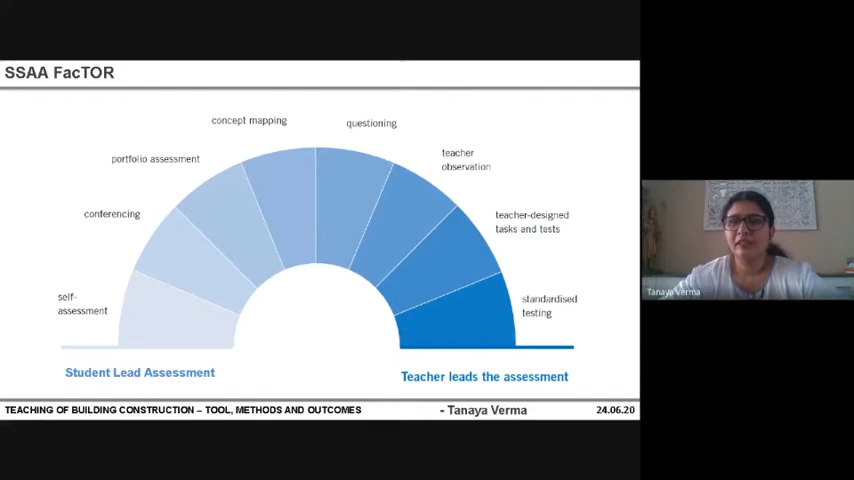 SSAA FacTOR
concept mapping
questioning
portfolio assessment
teacher
observation
conferencing
teacher-designed
tasks and tests
self-
assessment
standardised
testing
Student Lead Assessment
Teacher leads the assessment
TEACHING OF BUILDING CONSTRUCTION – TOOL, METHODS AND OUTCOMES
- Tanaya Verma
24.06.20
Tanaya Verma